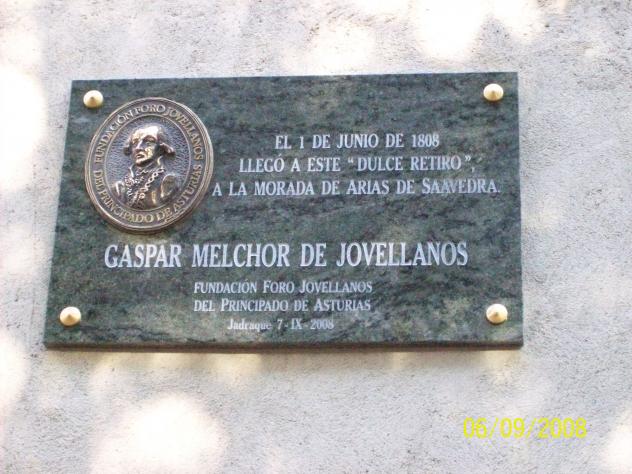 FUNDACIÓN FORO JOVELLANOS
DEL PRINCIPADO DE ASTURIAS
EL 1 DE JUNIO DE 1808
LLEGÓ A ESTE "DULCE RETIRO",
A LA MORADA DE ARIAS DE SAAVEDRA.
GASPAR MELCHOR DE JOVELLANOS
FUNDACIÓN FORO JOVELLANOS
DEL PRINCIPADO DE ASTURIAS
Jadraque 7-IX-2008
06/09/2008